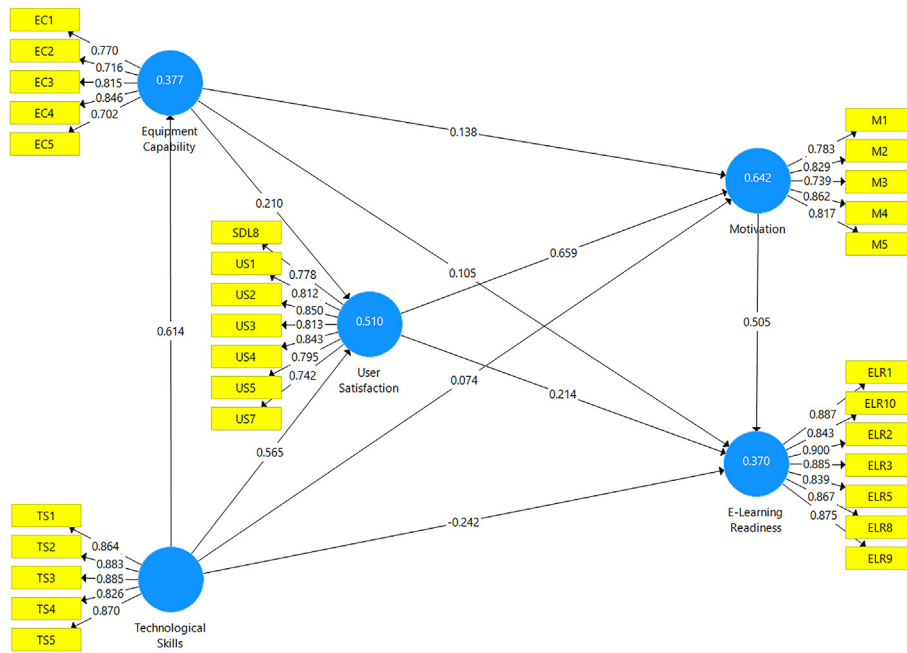 EC1
EC2
EC3
EC4
EC5
0.770
0.716
0.815
0.846
0.702
0.377
Equipment
Capability
0.138
0.210
0.105
0.614
SDL8
US1
US2
US3
US4
US5
US7
0.778
0.812
0.850
0.813
0.843
0.795
0.742
0.510
User
Satisfaction
0.659
0.074
0.214
0.565
-0.242
M1
M2
M3
M4
M5
0.783
0.829
0.739
0.862
0.817
0.642
Motivation
0.505
ELR1
ELR10
ELR2
ELR3
ELR5
ELR8
ELR9
0.887
0.843
0.900
0.885
0.839
0.867
0.875
0.370
E-Learning
Readiness
TS1
TS2
TS3
TS4
TS5
0.864
0.883
0.885
0.826
0.870
Technological
Skills